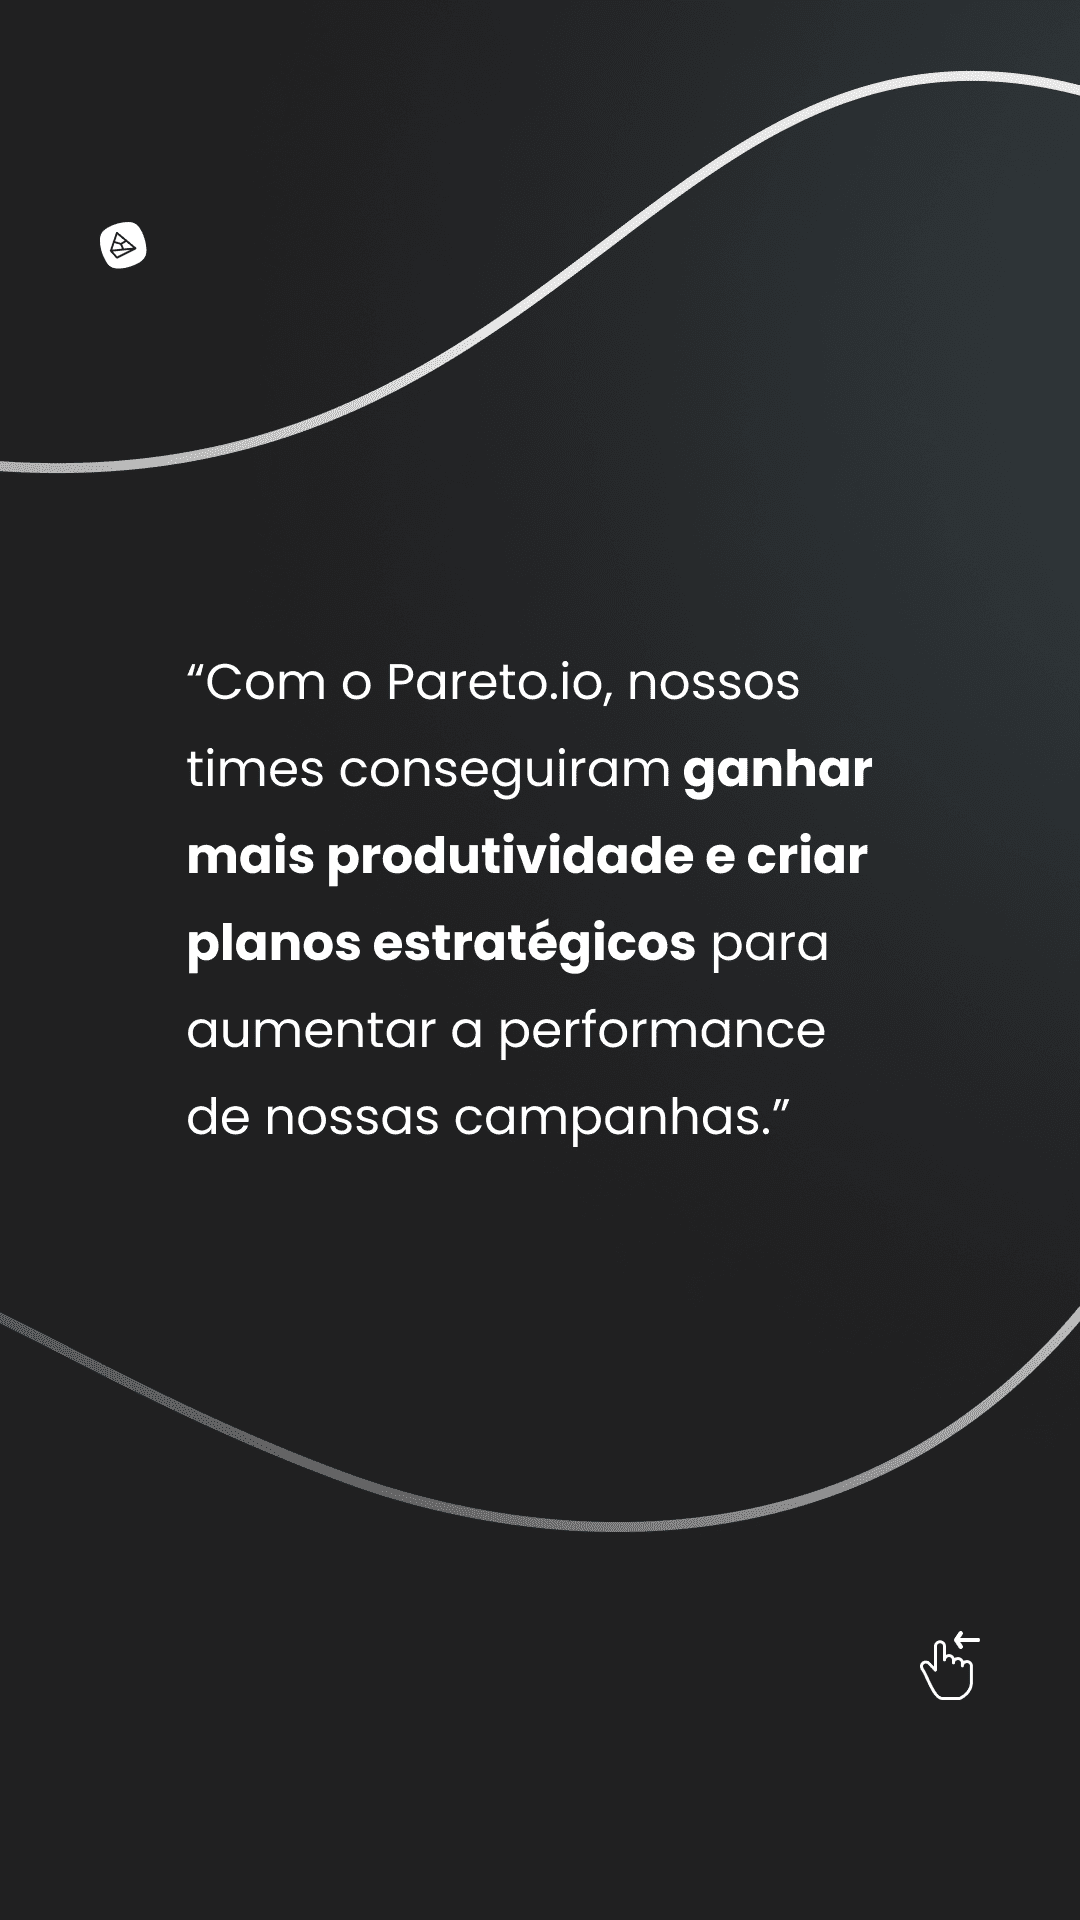 “Com o Pareto.io, nossos
times conseguiram ganhar
mais produtividade e criar
planos estratégicos para
aumentar a performance
de nossas campanhas.”